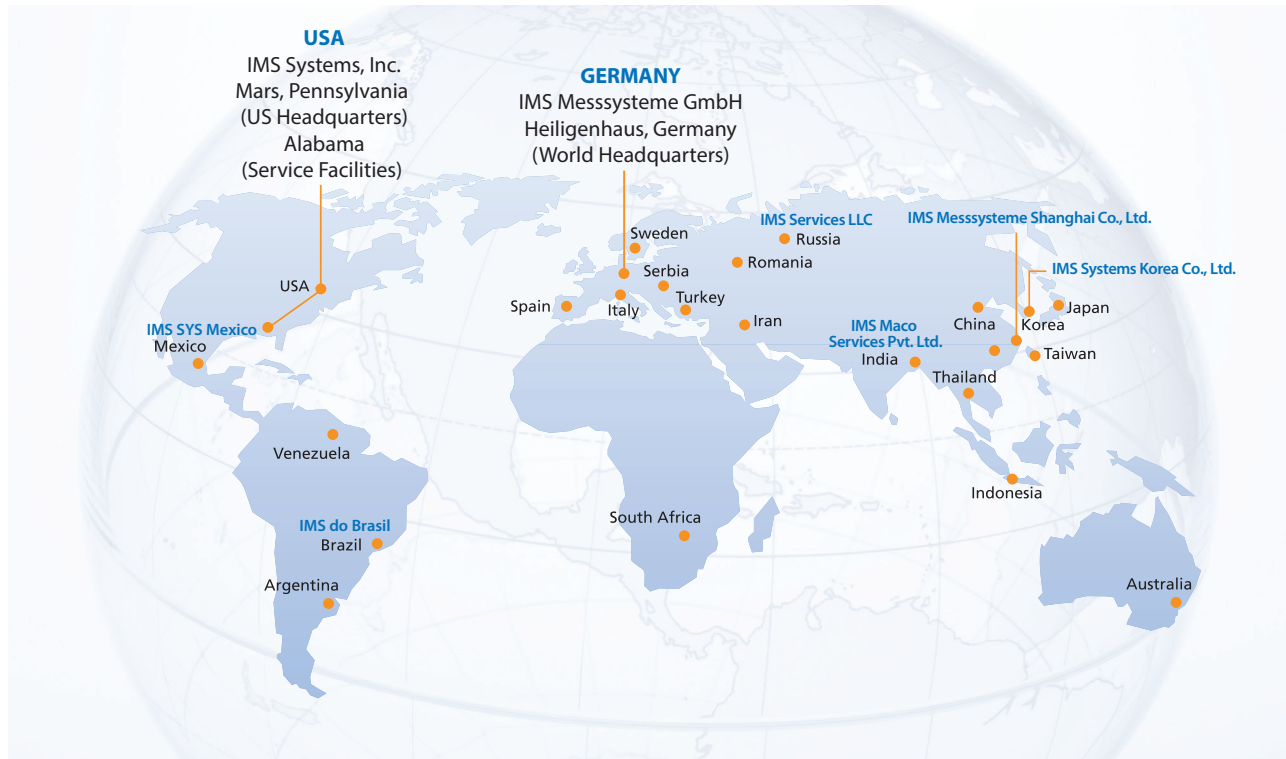 USA
IMS Systems, Inc.
Mars, Pennsylvania
(US Headquarters)
Alabama
(Service Facilities)
GERMANY
IMS Messsysteme GmbH
Heiligenhaus, Germany
(World Headquarters)
IMS Services LLC
IMS Messsysteme Shanghai Co., Ltd.
Sweden
Russia
Romania
IMS Systems Korea Co., Ltd.
Serbia
USA
Spain
Italy
Turkey
Iran
China
Korea
Japan
IMS SYS Mexico
Mexico
IMS Maco
Services Pvt. Ltd.
India
Taiwan
Thailand
Venezuela
Indonesia
IMS do Brasil
Brazil
South Africa
Argentina
Australia